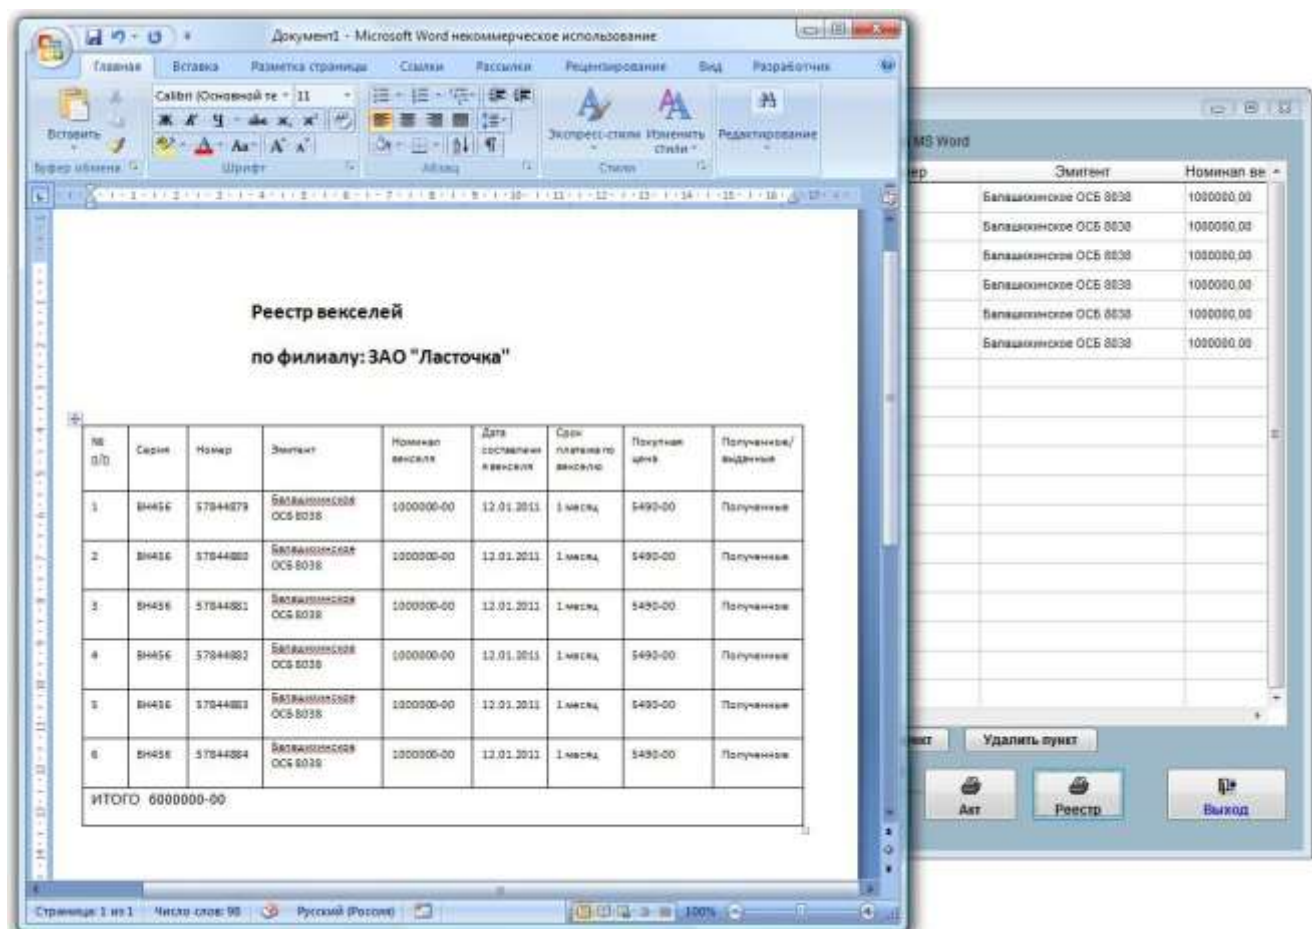 Документ1 - Microsoft Word некоммерческое использование
Главная Вставка Разметка страницы Ссылки Рассылки Рецензирование Вид Разработчик
Calibri (Основной те 11
Вставить
Экспресс-стили Изменить стили Редактирование
Буфер обмена Шрифт Абзац Стили
Реестр векселей
по филиалу: ЗАО "Ласточка"
№ п/п Серия Номер Эмитент Номинал векселя Дата составлени я векселя Срок платежа по векселю Покупная цена Полученные/ выданные
1 ВН456 57844879 Балашихинское ОСБ 8038 1000000-00 12.01.2011 1 месяц 5490-00 Полученные
2 ВН456 57844880 Балашихинское ОСБ 8038 1000000-00 12.01.2011 1 месяц 5490-00 Полученные
3 ВН456 57844881 Балашихинское ОСБ 8038 1000000-00 12.01.2011 1 месяц 5490-00 Полученные
4 ВН456 57844882 Балашихинское ОСБ 8038 1000000-00 12.01.2011 1 месяц 5490-00 Полученные
5 ВН456 57844883 Балашихинское ОСБ 8038 1000000-00 12.01.2011 1 месяц 5490-00 Полученные
6 ВН456 57844884 Балашихинское ОСБ 8038 1000000-00 12.01.2011 1 месяц 5490-00 Полученные
ИТОГО 6000000-00
Страница: 1 из 1 Число слов: 98 Русский (Россия) 100%
MS Word
ер Эмитент Номинал ве
Балашихинское ОСБ 8038 1000000,00
Балашихинское ОСБ 8038 1000000,00
Балашихинское ОСБ 8038 1000000,00
Балашихинское ОСБ 8038 1000000,00
Балашихинское ОСБ 8038 1000000,00
Балашихинское ОСБ 8038 1000000,00
Удалить пункт
Акт Реестр Выход